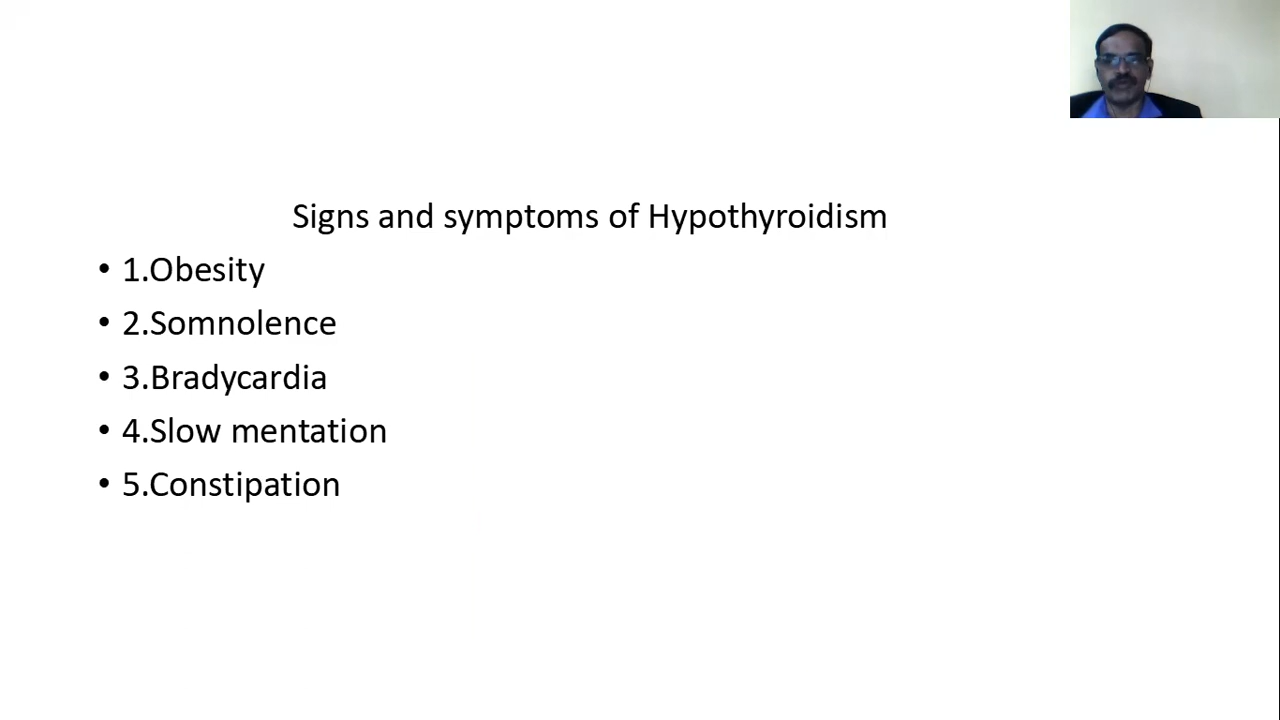 Signs and symptoms of Hypothyroidism
• 1.Obesity
• 2.Somnolence
• 3.Bradycardia
• 4.Slow mentation
• 5.Constipation